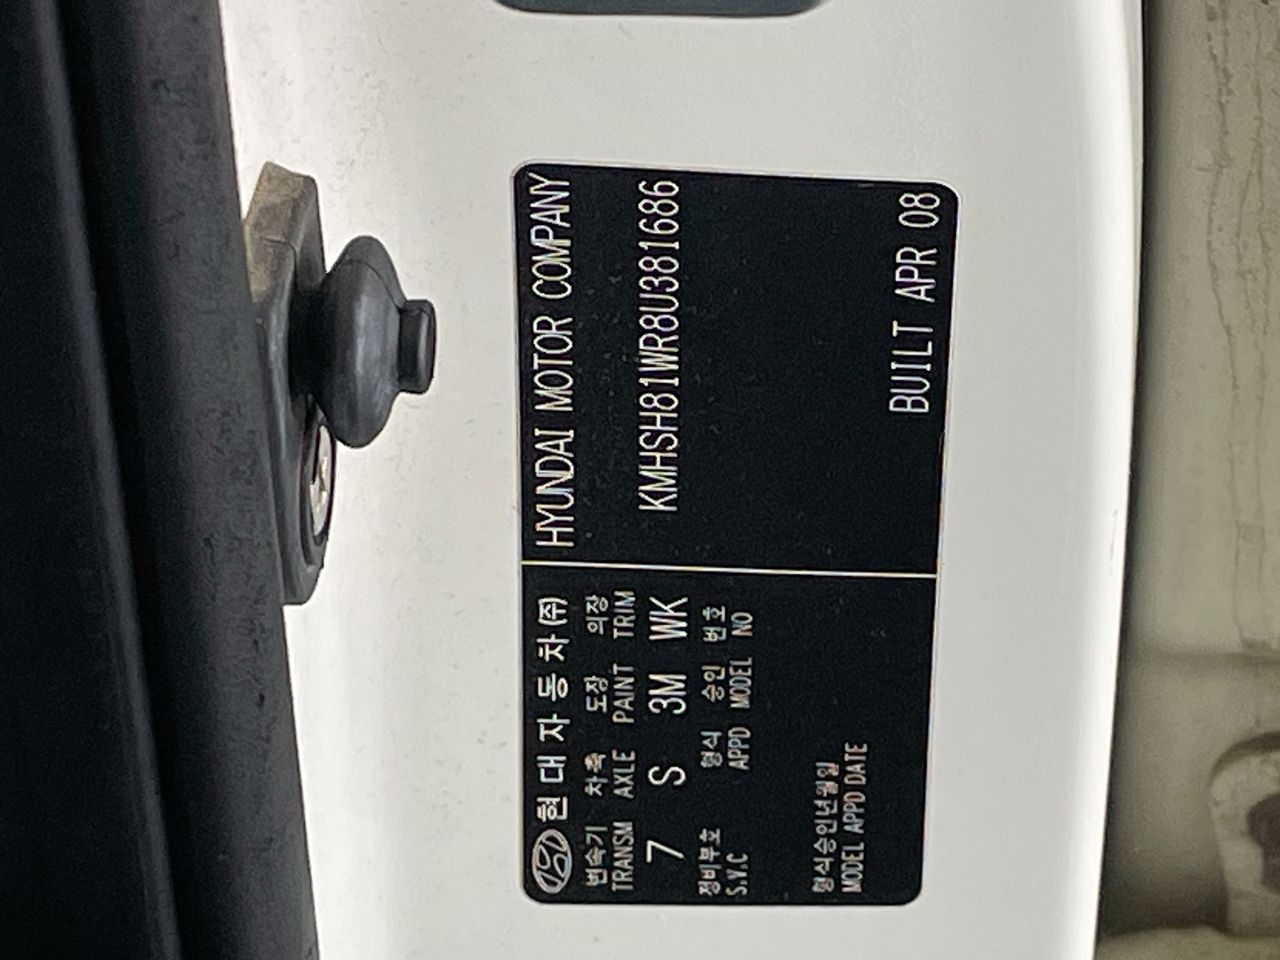 현대자동차(주)
변속기 차축 도장 의장
TRANSM AXLE PAINT TRIM
7 S 3M WK
정비부호 형식 승인 번호
S.V.C APPD MODEL NO
형식승인년월일
MODEL APPD DATE
HYUNDAI MOTOR COMPANY
KMHSH81WR8U381686
BUILT APR 08